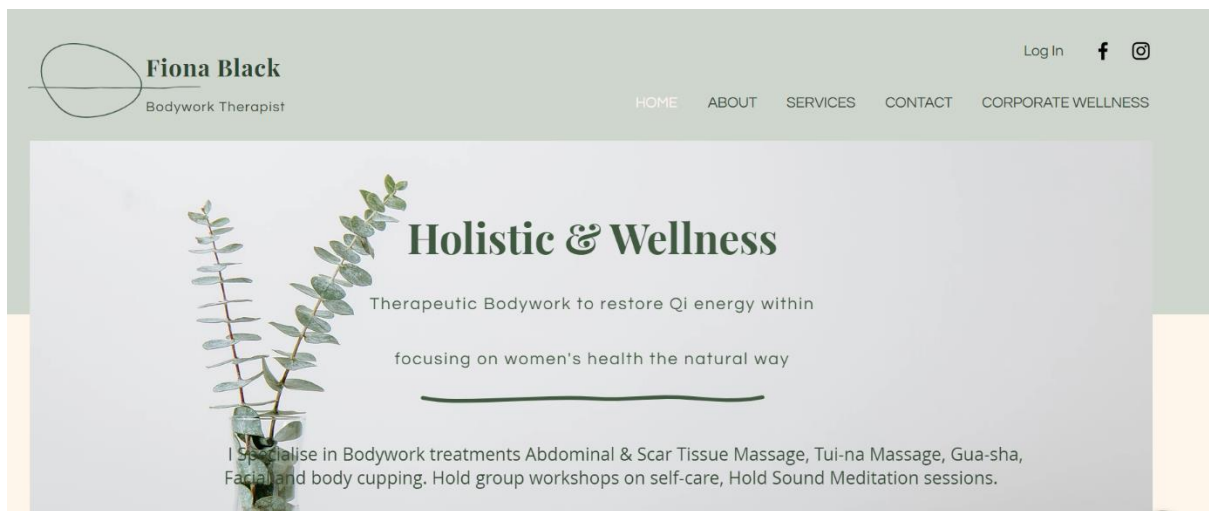 Fiona Black
Bodywork Therapist
Log In
HOME ABOUT SERVICES CONTACT CORPORATE WELLNESS
Holistic & Wellness
Therapeutic Bodywork to restore Qi energy within
focusing on women's health the natural way
I Specialise in Bodywork treatments Abdominal & Scar Tissue Massage, Tui-na Massage, Gua-sha,
Facial and body cupping. Hold group workshops on self-care, Hold Sound Meditation sessions.